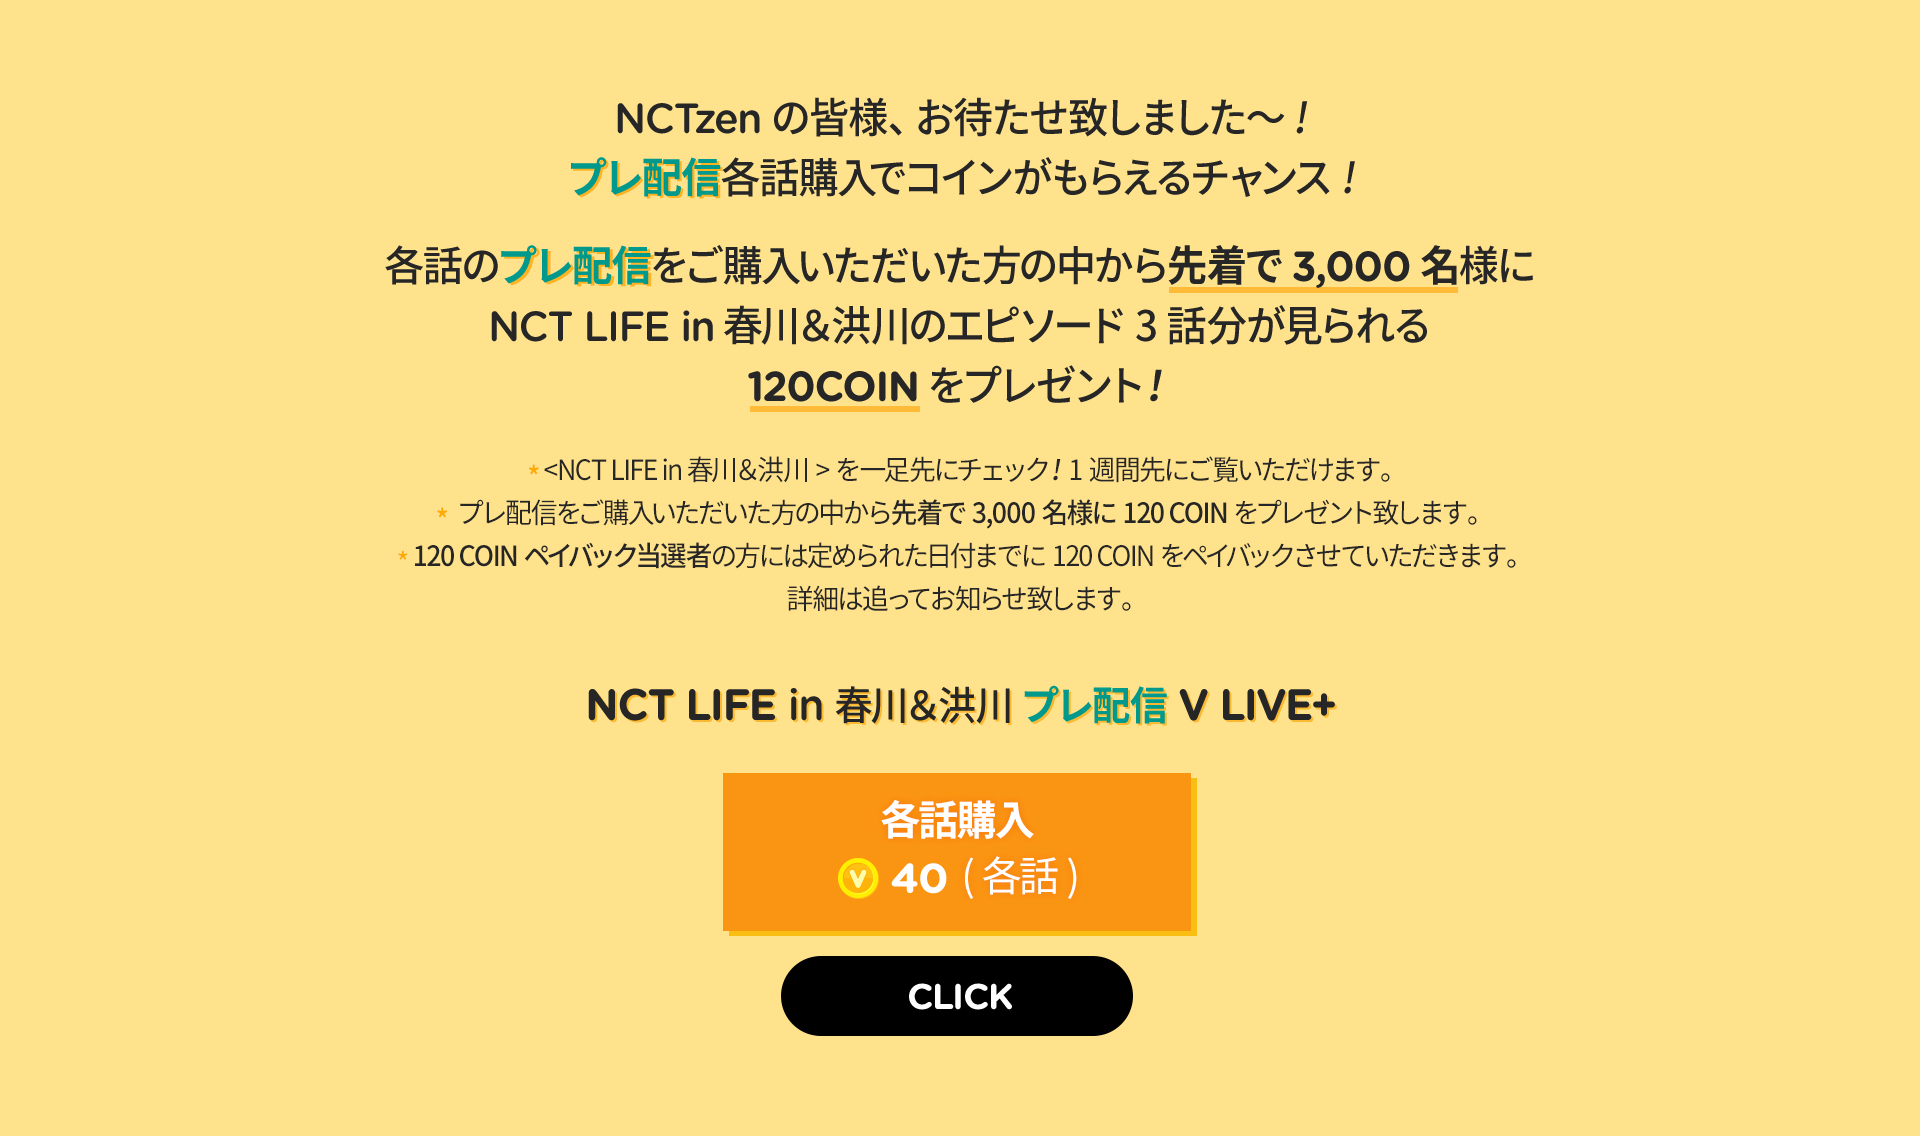 NCTzen の皆様、お待たせ致しました〜!
プレ配信各話購入でコインがもらえるチャンス!
各話のプレ配信をご購入いただいた方の中から先着で 3,000 名様に
NCT LIFE in 春川&洪川のエピソード 3 話分が見られる
120COIN をプレゼント!
* <NCT LIFE in 春川&洪川 > を一足先にチェック! 1 週間先にご覧いただけます。
* プレ配信をご購入いただいた方の中から先着で 3,000 名様に 120 COIN をプレゼント致します。
* 120 COIN ペイバック当選者の方には定められた日付までに 120 COIN をペイバックさせていただきます。
詳細は追ってお知らせ致します。
NCT LIFE in 春川&洪川 プレ配信 V LIVE+
各話購入
V 40 ( 各話 )
CLICK